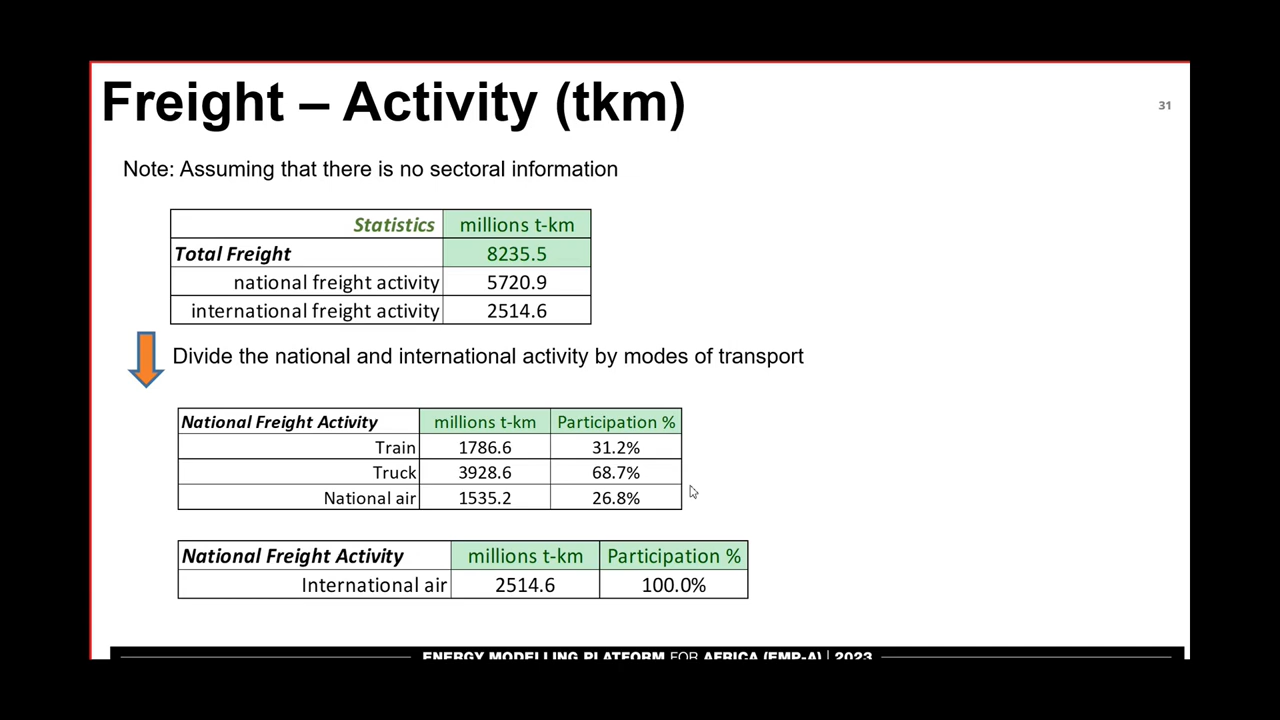 Freight – Activity (tkm)
31
Note: Assuming that there is no sectoral information
Statistics millions t-km
Total Freight 8235.5
national freight activity 5720.9
international freight activity 2514.6
Divide the national and international activity by modes of transport
National Freight Activity millions t-km Participation %
Train 1786.6 31.2%
Truck 3928.6 68.7%
National air 1535.2 26.8%
National Freight Activity millions t-km Participation %
International air 2514.6 100.0%
ENERGY MODELLING PLATFORM FOR AFRICA (EMP-A) | 2023